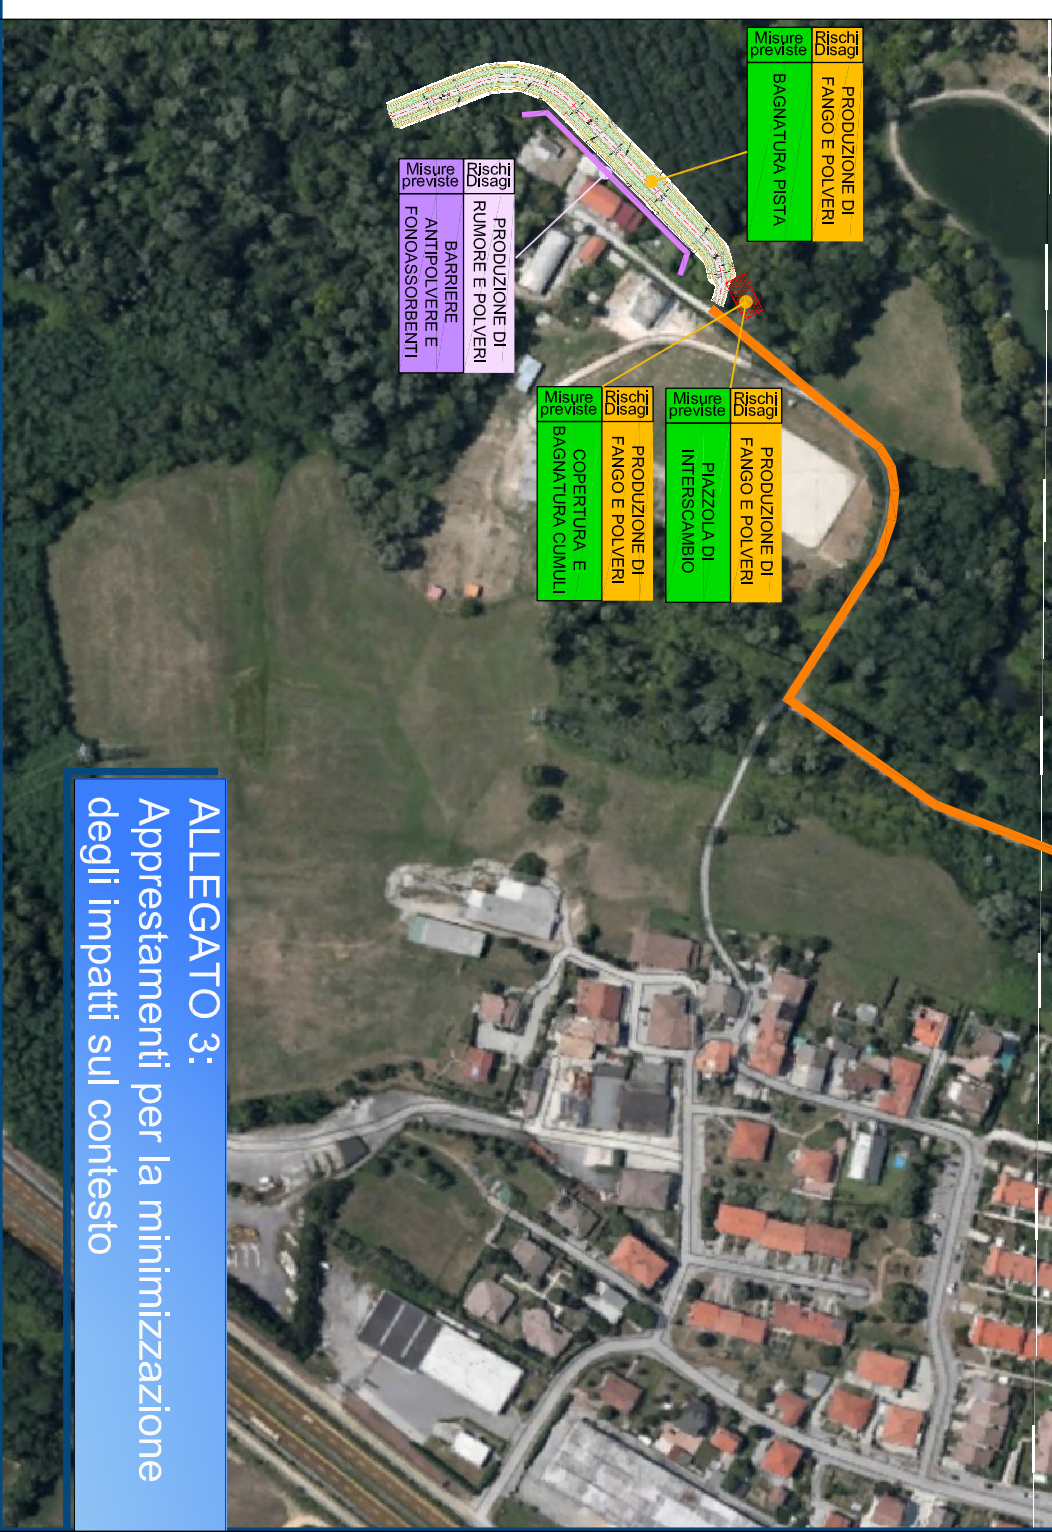 Rischi
Disagi
PRODUZIONE DI
FANGO E POLVERI
Misure
previste
BAGNATURA PISTA
Rischi
Disagi
PRODUZIONE DI
RUMORE E POLVERI
Misure
previste
BARRIERE
ANTIPOLVERE E
FONOASSORBENTI
Rischi
Disagi
PRODUZIONE DI
FANGO E POLVERI
Misure
previste
PIAZZOLA DI
INTERSCAMBIO
Rischi
Disagi
PRODUZIONE DI
FANGO E POLVERI
Misure
previste
COPERTURA E
BAGNATURA CUMULI
ALLEGATO 3:
Apprestamenti per la minimizzazione
degli impatti sul contesto